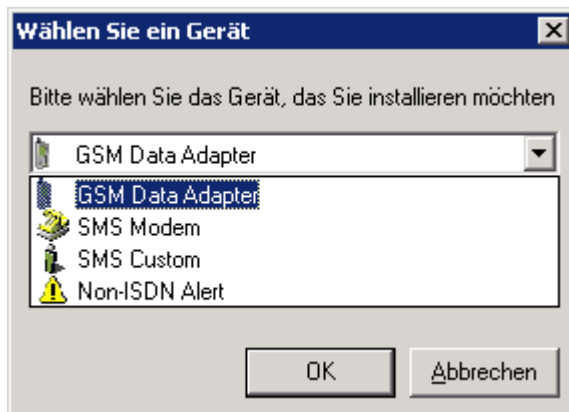 Wählen Sie ein Gerät
Bitte wählen Sie das Gerät, das Sie installieren möchten
GSM Data Adapter
GSM Data Adapter
SMS Modem
SMS Custom
Non-ISDN Alert
OK
Abbrechen